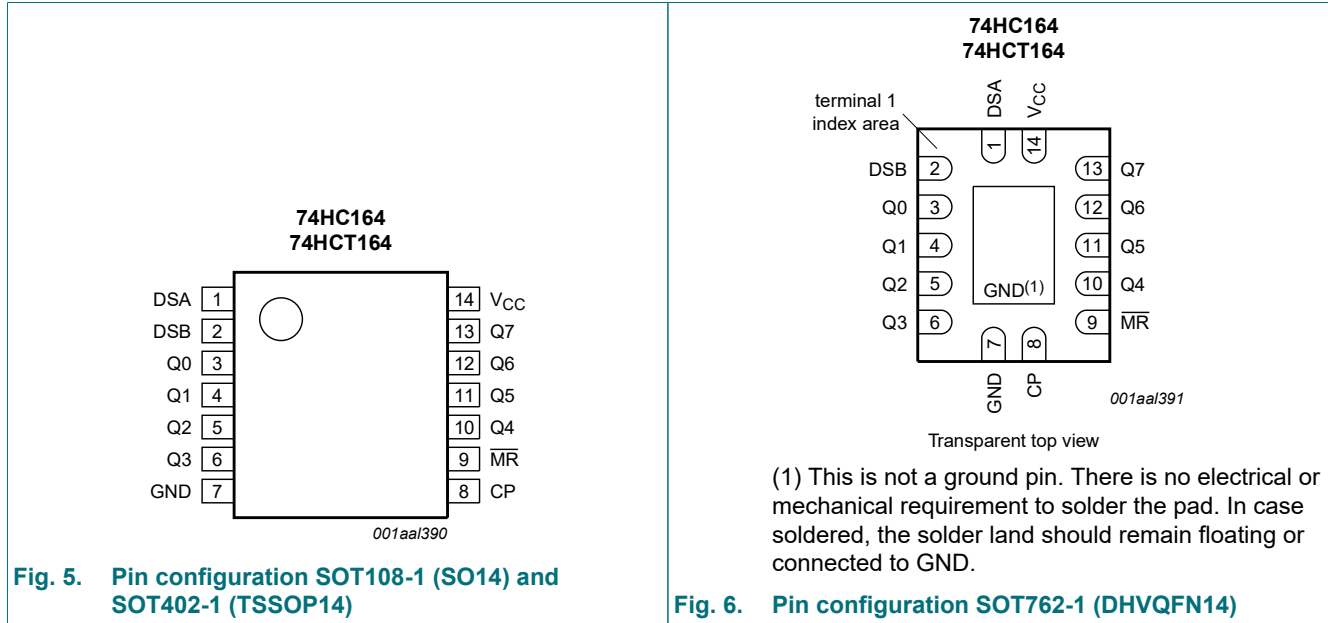 74HC164
74HCT164
DSA 1
DSB 2
Q0 3
Q1 4
Q2 5
Q3 6
GND 7
14 VCC
13 Q7
12 Q6
11 Q5
10 Q4
9 MR
8 CP
001aal390
Fig. 5. Pin configuration SOT108-1 (SO14) and
SOT402-1 (TSSOP14)
74HC164
74HCT164
terminal 1
index area
DSA
VCC
1
14
DSB 2
Q0 3
Q1 4
Q2 5
Q3 6
13 Q7
12 Q6
11 Q5
10 Q4
9 MR
GND(1)
7
8
GND
CP
001aal391
Transparent top view
(1) This is not a ground pin. There is no electrical or
mechanical requirement to solder the pad. In case
soldered, the solder land should remain floating or
connected to GND.
Fig. 6. Pin configuration SOT762-1 (DHVQFN14)